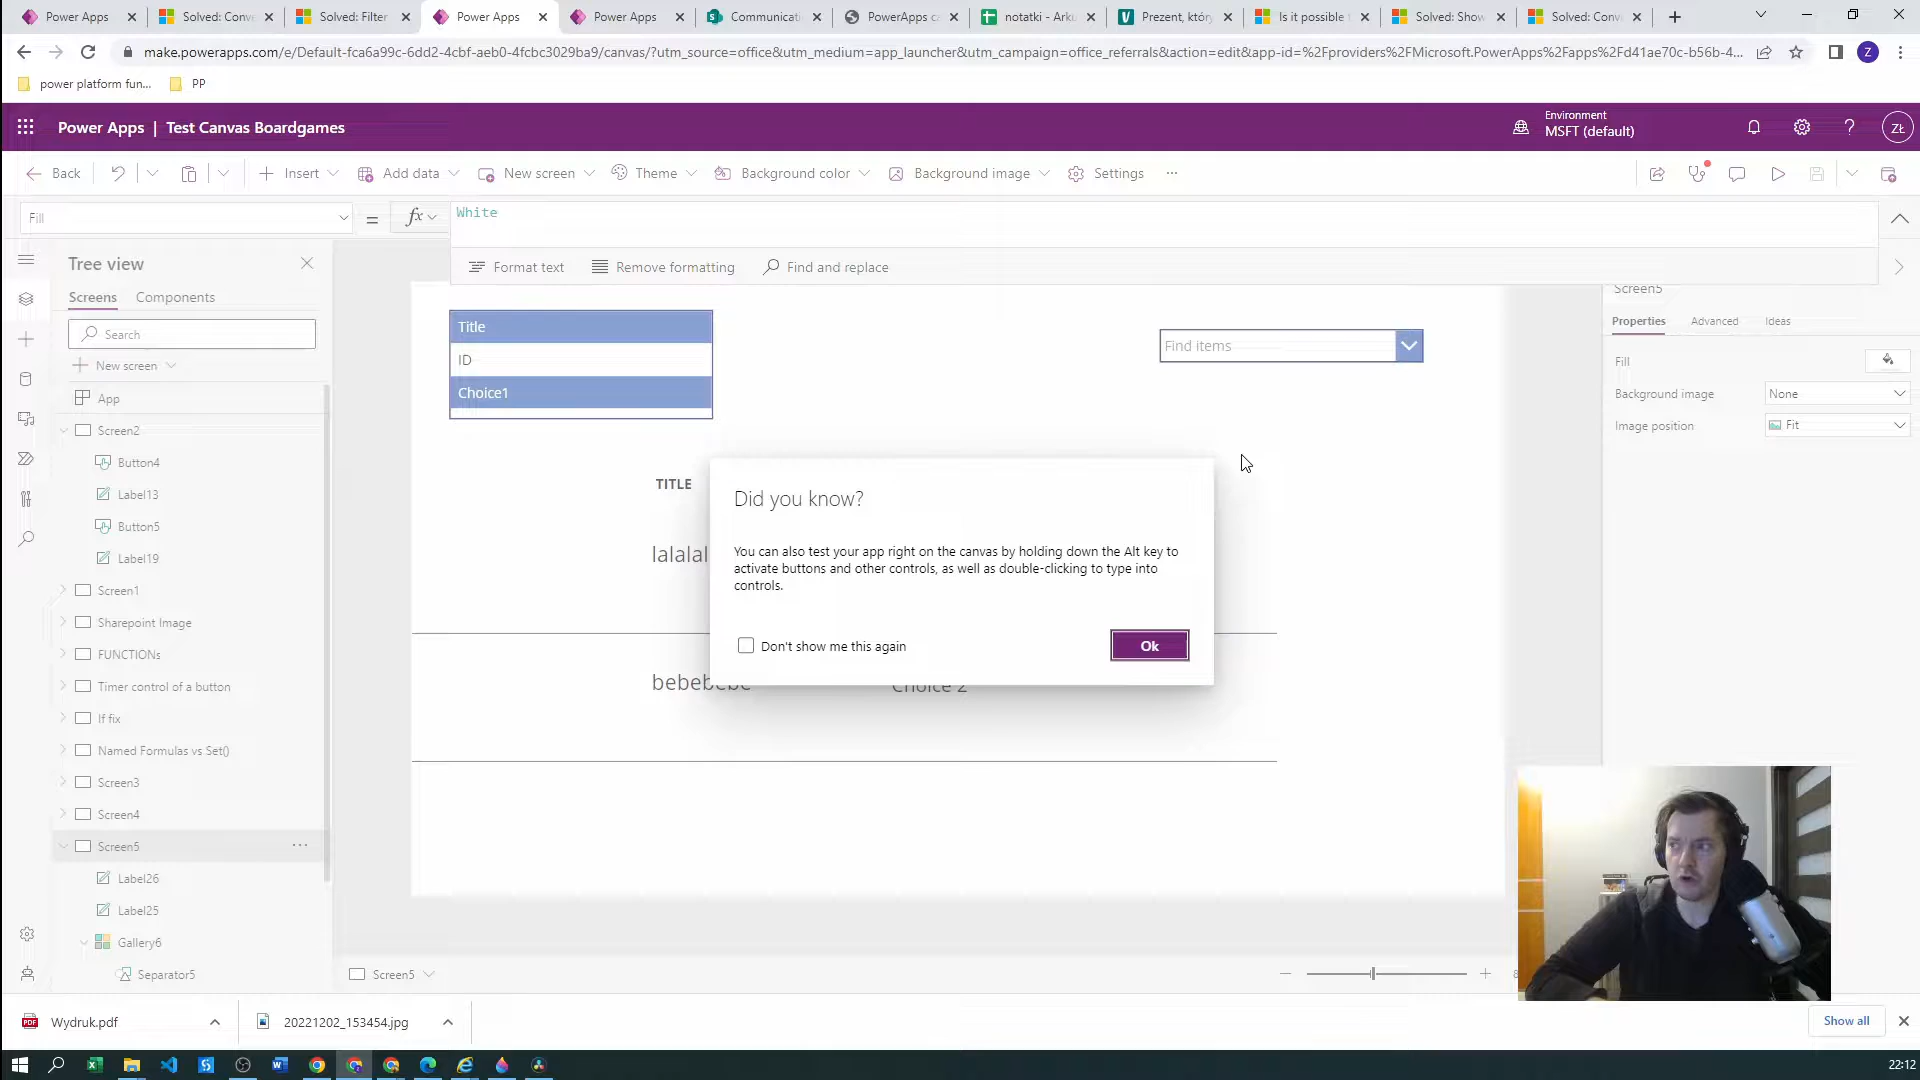 Power Apps
Solved: Conv
Solved: Filter
Power Apps
Power Apps
Communicati
PowerApps c
notatki - Arku
Prezent, któr
Is it possible
Solved: Show
Solved: Conv
make.powerapps.com/e/Default-fca6a99c-6dd2-4cbf-aeb0-4fcbc3029ba9/canvas/?utm_source=office&utm_medium=app_launcher&utm_campaign=office_referrals&action=edit&app-id=%2Fproviders%2FMicrosoft.PowerApps%2Fapps%2Fd41ae70c-b56b-4...
Z
power platform fun...
PP
Power Apps | Test Canvas Boardgames
Environment
MSFT (default)
ZŁ
Back
Insert
Add data
New screen
Theme
Background color
Background image
Settings
Fill
=
fx
White
Format text
Remove formatting
Find and replace
Tree view
Screens
Components
Search
New screen
App
Screen2
Button4
Label13
Button5
Label19
Screen1
Sharepoint Image
FUNCTIONs
Timer control of a button
If fix
Named Formulas vs Set()
Screen3
Screen4
Screen5
Label26
Label25
Gallery6
Separator5
Title
ID
Choice1
Find items
TITLE
lalalal
bebebebe
Choice 2
Did you know?
You can also test your app right on the canvas by holding down the Alt key to
activate buttons and other controls, as well as double-clicking to type into
controls.
Don't show me this again
Ok
Screen5
Properties
Advanced
Ideas
Fill
Background image
None
Image position
Fit
Screen5
8
Wydruk.pdf
20221202_153454.jpg
Show all
22:12